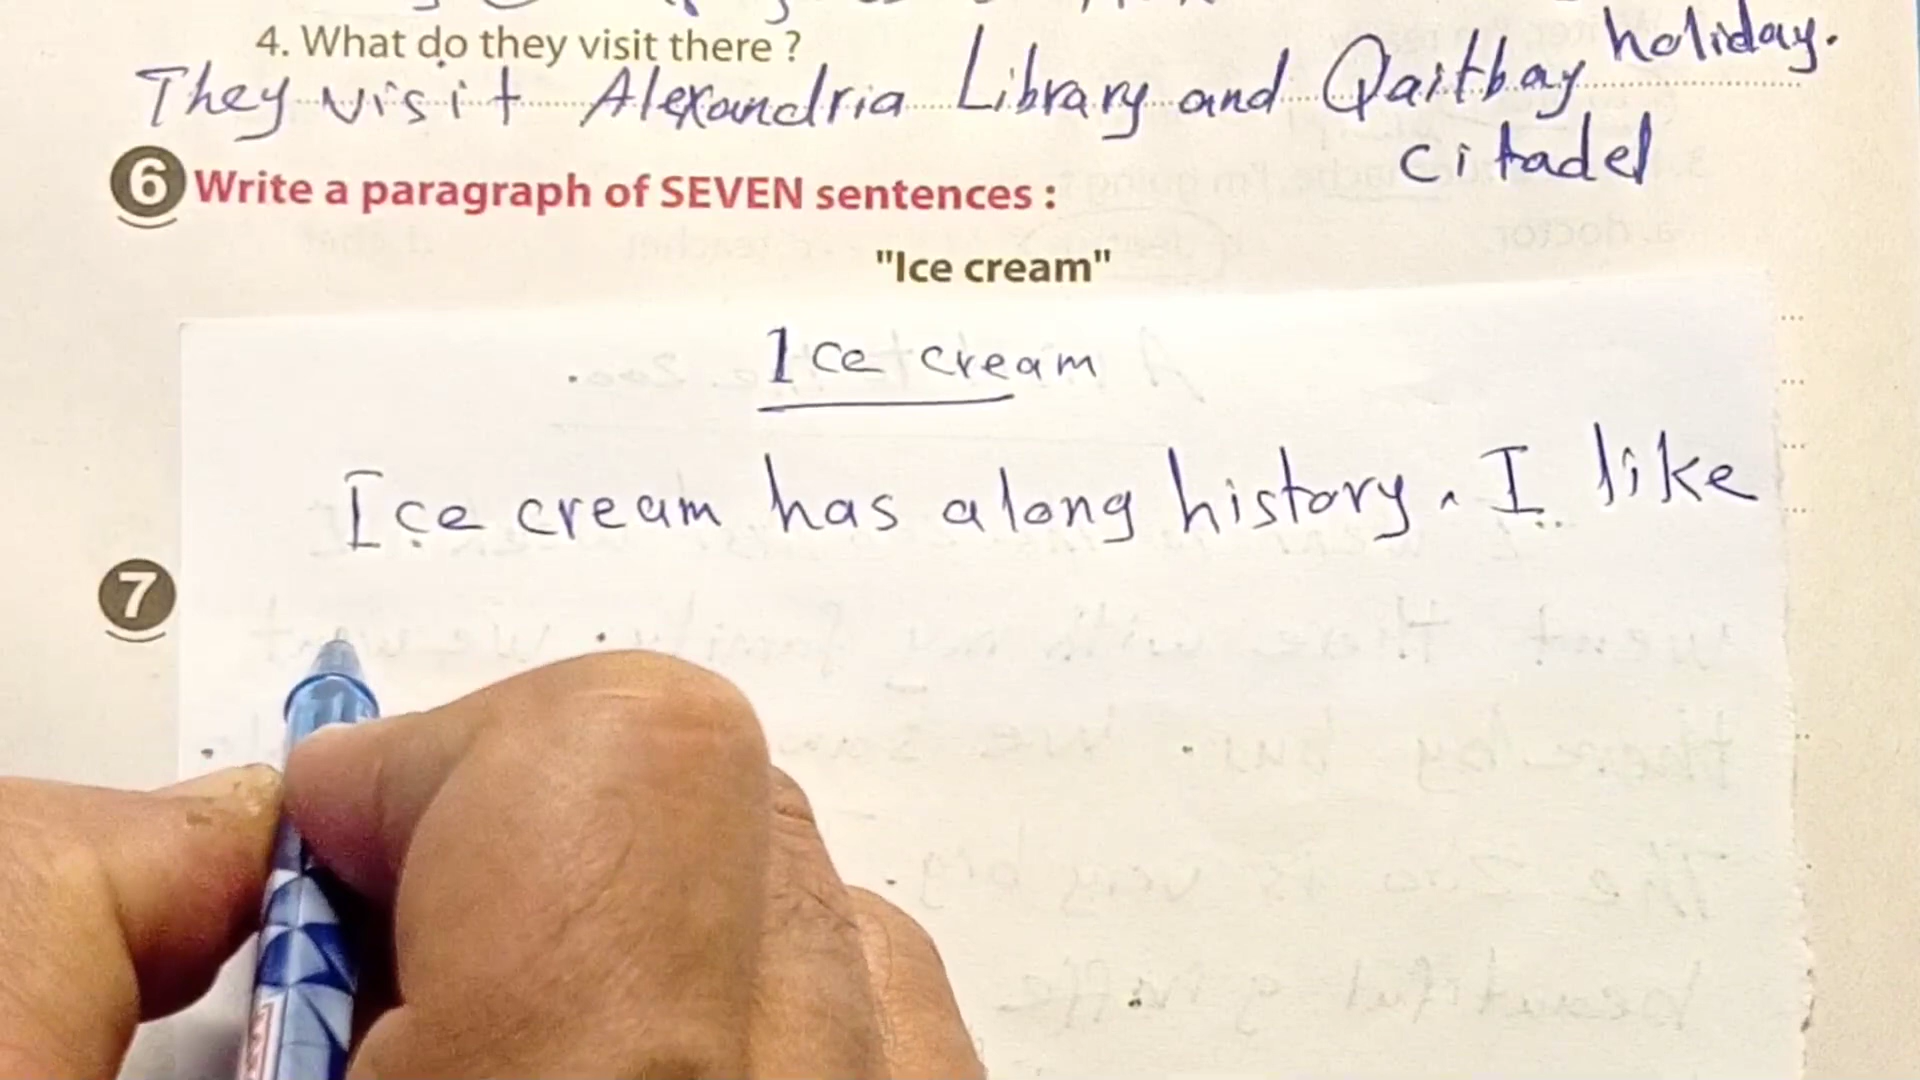 4. What do they visit there ?
holiday.
They visit Alexandria Library and Qaitbay
citadel
6 Write a paragraph of SEVEN sentences :
"Ice cream"
Ice cream
Ice cream has a long history. I like
7